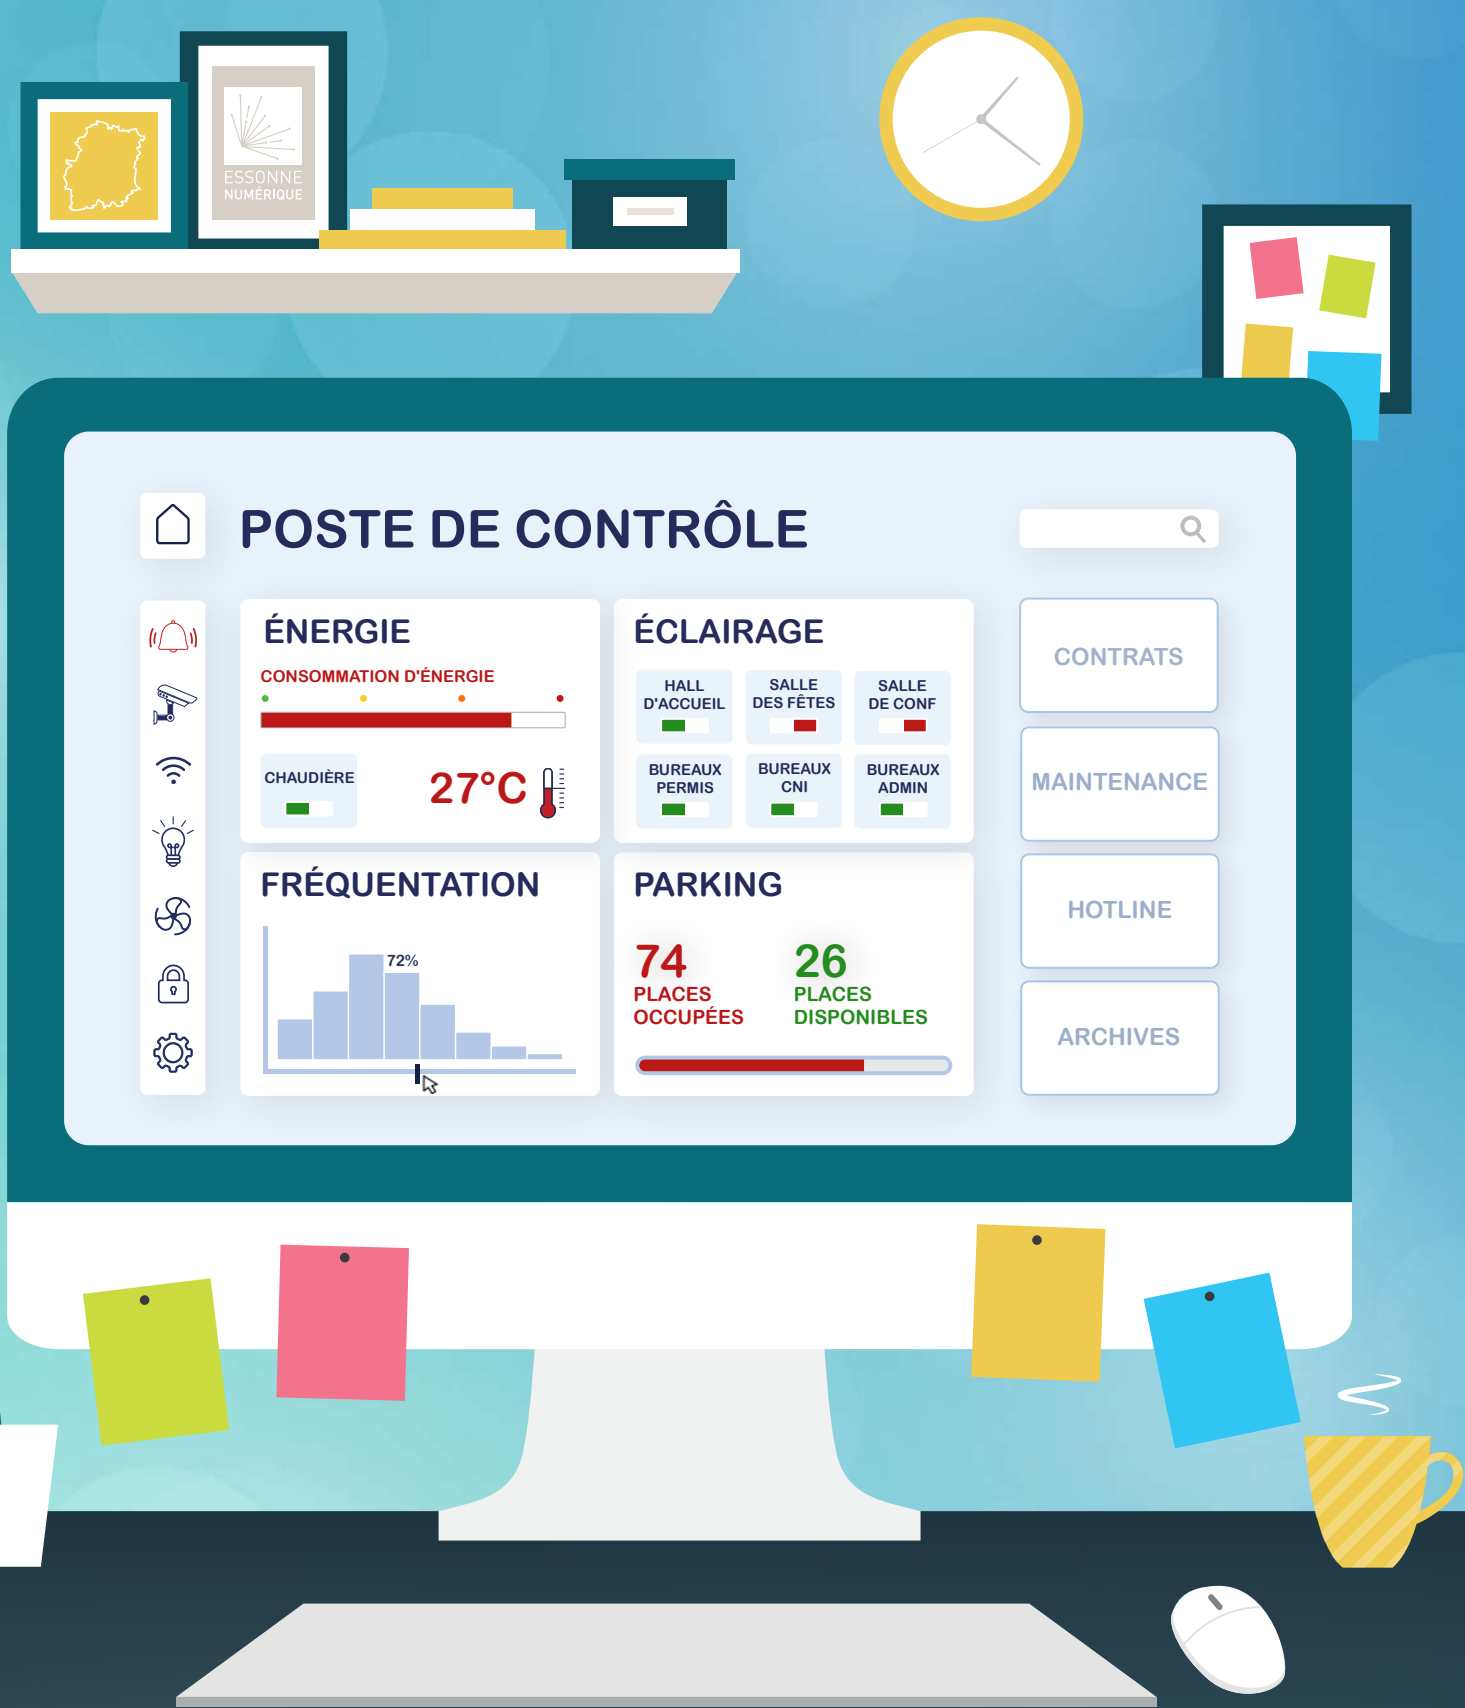 ESSONNE
NUMÉRIQUE
POSTE DE CONTRÔLE
ÉNERGIE
CONSOMMATION D'ÉNERGIE
CHAUDIÈRE
27°C
ÉCLAIRAGE
HALL
D'ACCUEIL
SALLE
DES FÊTES
SALLE
DE CONF
BUREAUX
PERMIS
BUREAUX
CNI
BUREAUX
ADMIN
FRÉQUENTATION
72%
PARKING
74
PLACES
OCCUPÉES
26
PLACES
DISPONIBLES
CONTRATS
MAINTENANCE
HOTLINE
ARCHIVES